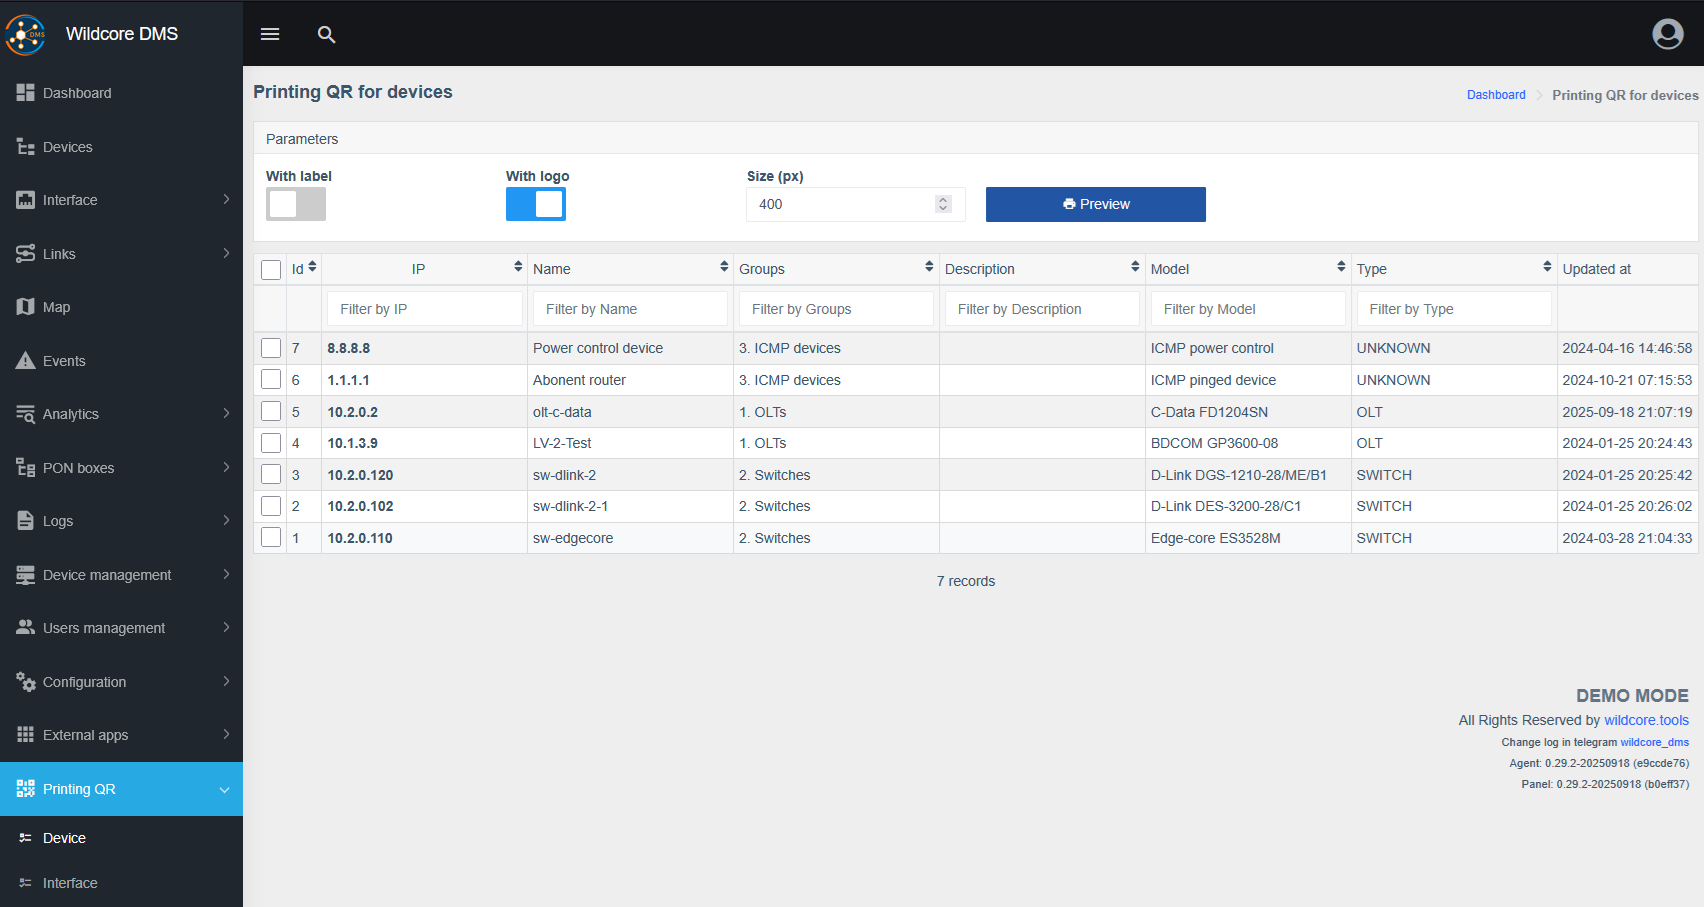 Wildcore DMS
DMS
Dashboard
Devices
Interface
Links
Map
Events
Analytics
PON boxes
Logs
Device management
Users management
Configuration
External apps
Printing QR
Device
Interface
Printing QR for devices
Dashboard Printing QR for devices
Parameters
With label With logo Size (px)
400 Preview
Id IP Name Groups Description Model Type Updated at
Filter by IP Filter by Name Filter by Groups Filter by Description Filter by Model Filter by Type
7 8.8.8.8 Power control device 3. ICMP devices ICMP power control UNKNOWN 2024-04-16 14:46:58
6 1.1.1.1 Abonent router 3. ICMP devices ICMP pinged device UNKNOWN 2024-10-21 07:15:53
5 10.2.0.2 olt-c-data 1. OLTs C-Data FD1204SN OLT 2025-09-18 21:07:19
4 10.1.3.9 LV-2-Test 1. OLTs BDCOM GP3600-08 OLT 2024-01-25 20:24:43
3 10.2.0.120 sw-dlink-2 2. Switches D-Link DGS-1210-28/ME/B1 SWITCH 2024-01-25 20:25:42
2 10.2.0.102 sw-dlink-2-1 2. Switches D-Link DES-3200-28/C1 SWITCH 2024-01-25 20:26:02
1 10.2.0.110 sw-edgecore 2. Switches Edge-core ES3528M SWITCH 2024-03-28 21:04:33
7 records
DEMO MODE
All Rights Reserved by wildcore.tools
Change log in telegram wildcore_dms
Agent: 0.29.2-20250918 (e9ccde76)
Panel: 0.29.2-20250918 (b0eff37)